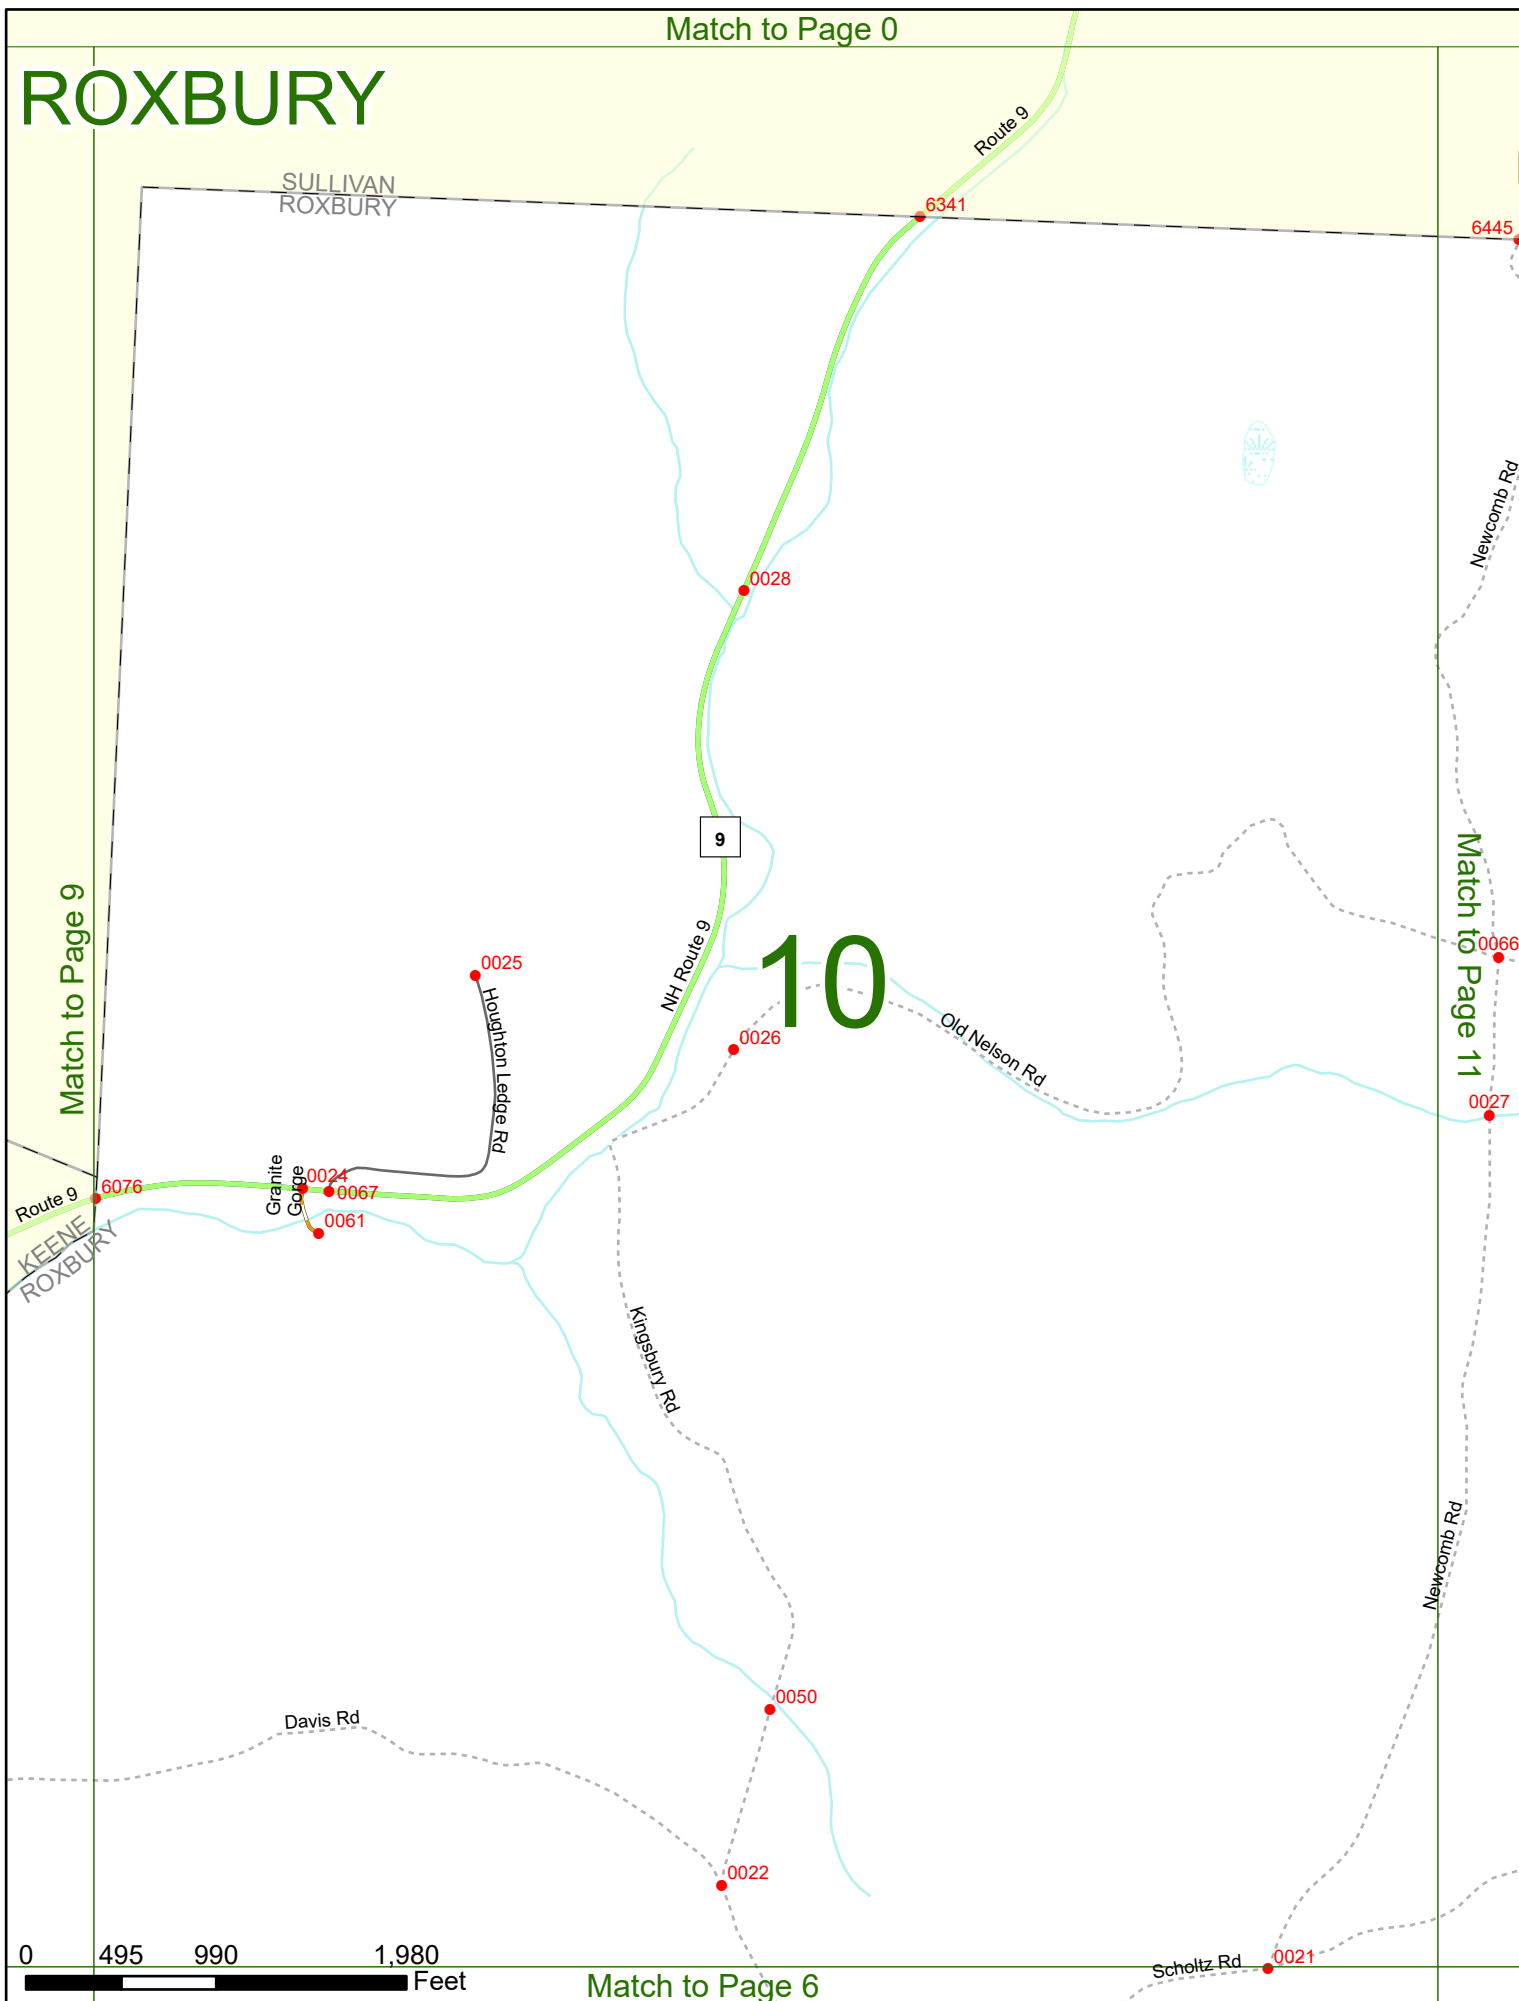 Match to Page 0
ROXBURY
Route 9
SULLIVAN
ROXBURY
6341
6445
Newcomb Rd
0028
9
Match to Page 9
Match to Page 11
NH Route 9
10
0066
0025
Houghton Ledge Rd
0026
Old Nelson Rd
0027
Granite
Gorge
0024
0067
6076
Route 9
0061
KEENE
ROXBURY
Kingsbury Rd
Newcomb Rd
0050
Davis Rd
0022
0 495 990 1,980
Feet
Scholtz Rd
0021
Match to Page 6